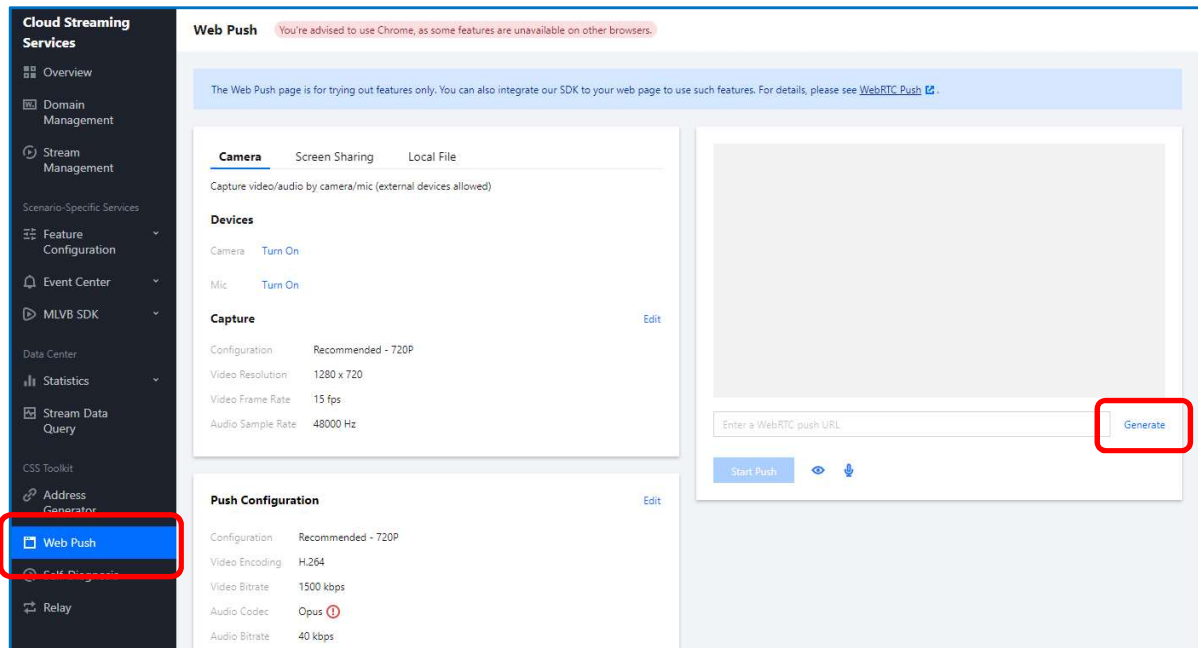 Cloud Streaming
Services
Overview
Domain
Management
Stream
Management
Scenario-Specific Services
Feature
Configuration
Event Center
MLVB SDK
Data Center
Statistics
Stream Data
Query
CSS Toolkit
Address
Generator
Web Push
Self-Diagnosis
Relay
Web Push You're advised to use Chrome, as some features are unavailable on other browsers.
The Web Push page is for trying out features only. You can also integrate our SDK to your web page to use such features. For details, please see WebRTC Push .
Camera Screen Sharing Local File
Capture video/audio by camera/mic (external devices allowed)
Devices
Camera Turn On
Mic Turn On
Capture Edit
Configuration Recommended - 720P
Video Resolution 1280 x 720
Video Frame Rate 15 fps
Audio Sample Rate 48000 Hz
Push Configuration Edit
Configuration Recommended - 720P
Video Encoding H.264
Video Bitrate 1500 kbps
Audio Codec Opus
Audio Bitrate 40 kbps
Enter a WebRTC push URL Generate
Start Push